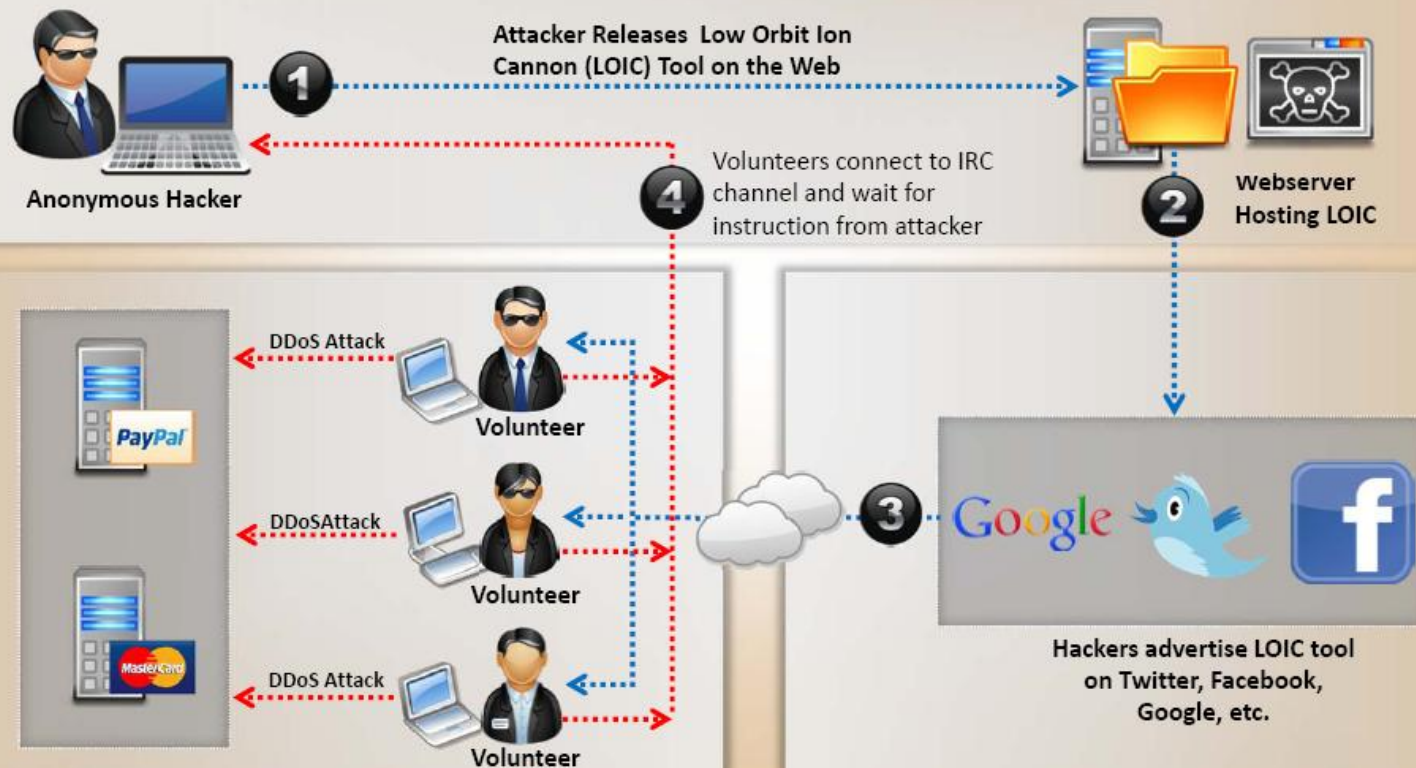 Attacker Releases Low Orbit Ion
Cannon (LOIC) Tool on the Web
1
Anonymous Hacker
4
Volunteers connect to IRC
channel and wait for
instruction from attacker
2
Webserver
Hosting LOIC
DDoS Attack
Volunteer
PayPal
DDoSAttack
Volunteer
3
Google
f
MasterCard
DDoS Attack
Volunteer
Hackers advertise LOIC tool
on Twitter, Facebook,
Google, etc.